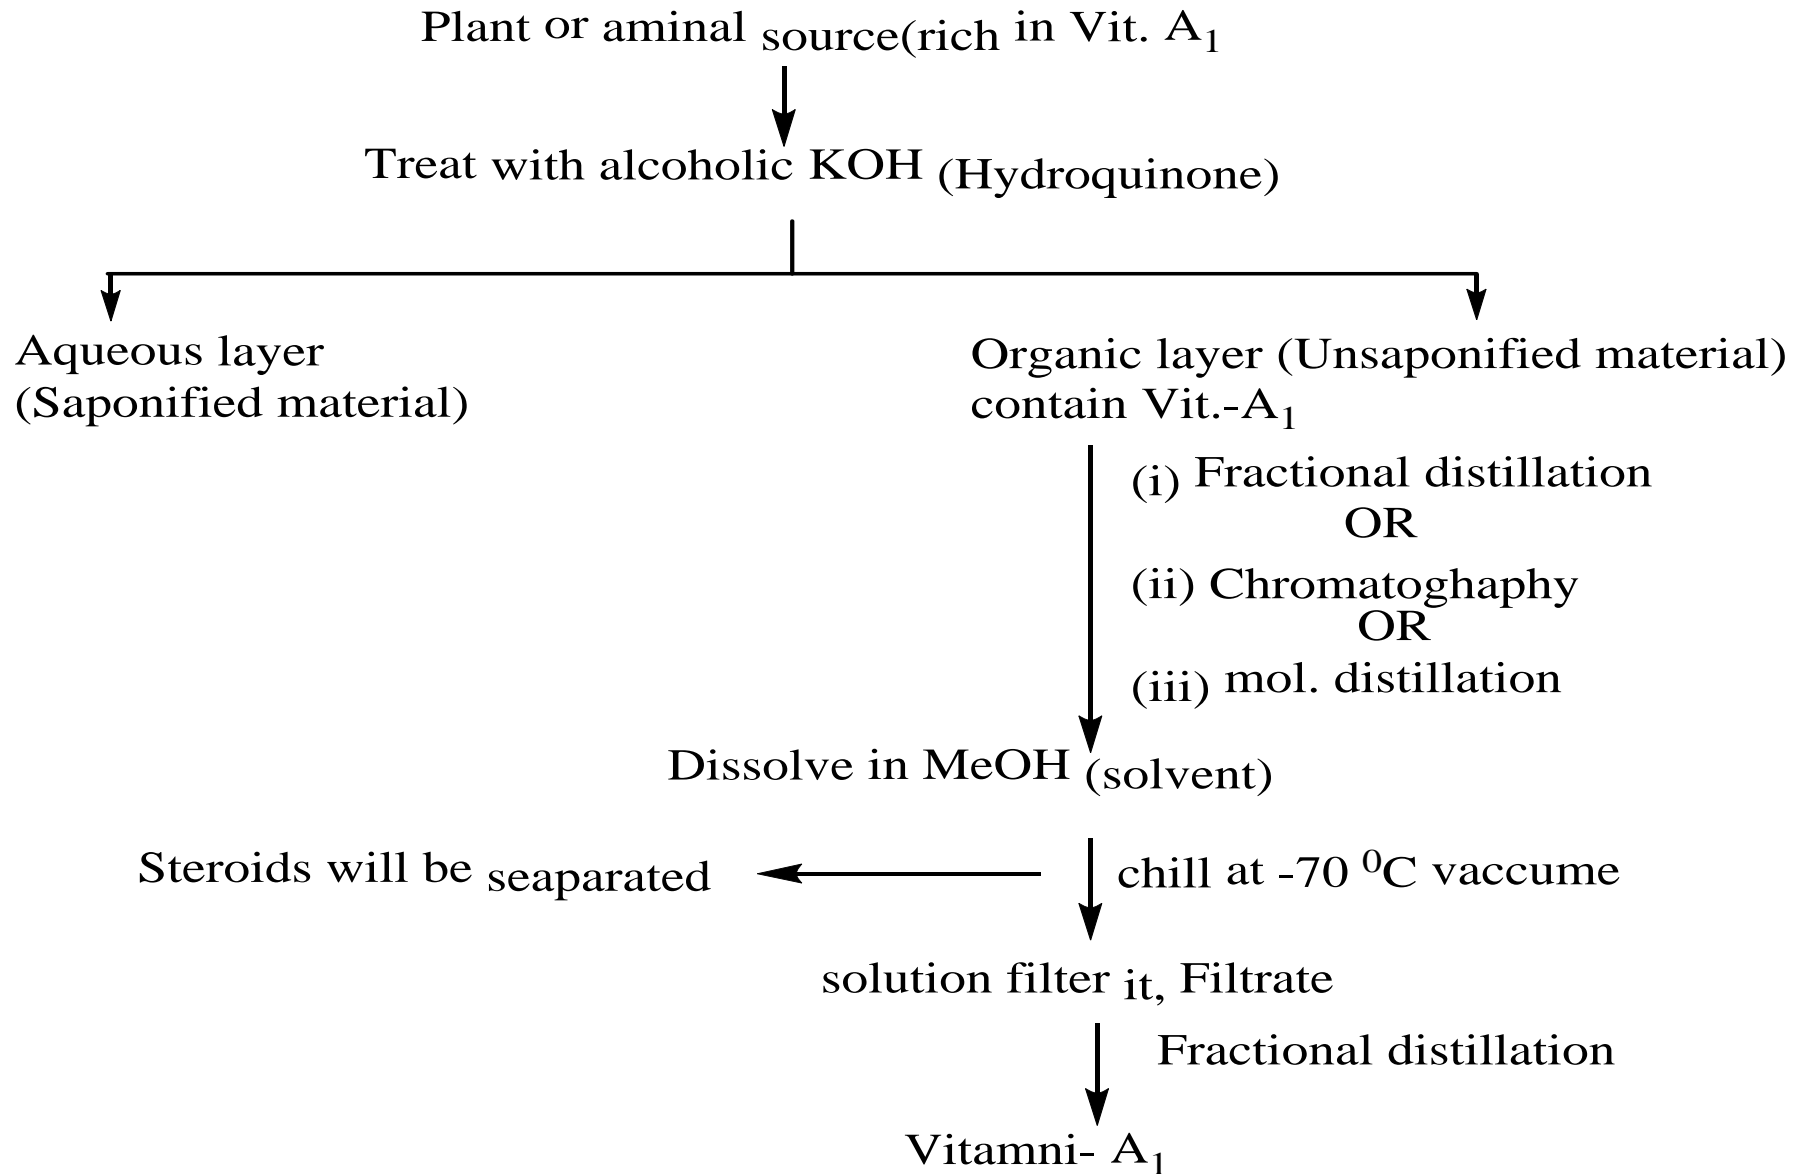 Plant or aminal source(rich in Vit. A₁
Treat with alcoholic KOH (Hydroquinone)
Aqueous layer
(Saponified material)
Organic layer (Unsaponified material)
contain Vit.-A₁
(i) Fractional distillation
OR
(ii) Chromatoghaphy
OR
(iii) mol. distillation
Dissolve in MeOH (solvent)
Steroids will be seaparated
chill at -70 ⁰C vaccume
solution filter it, Filtrate
Fractional distillation
Vitamni- A₁